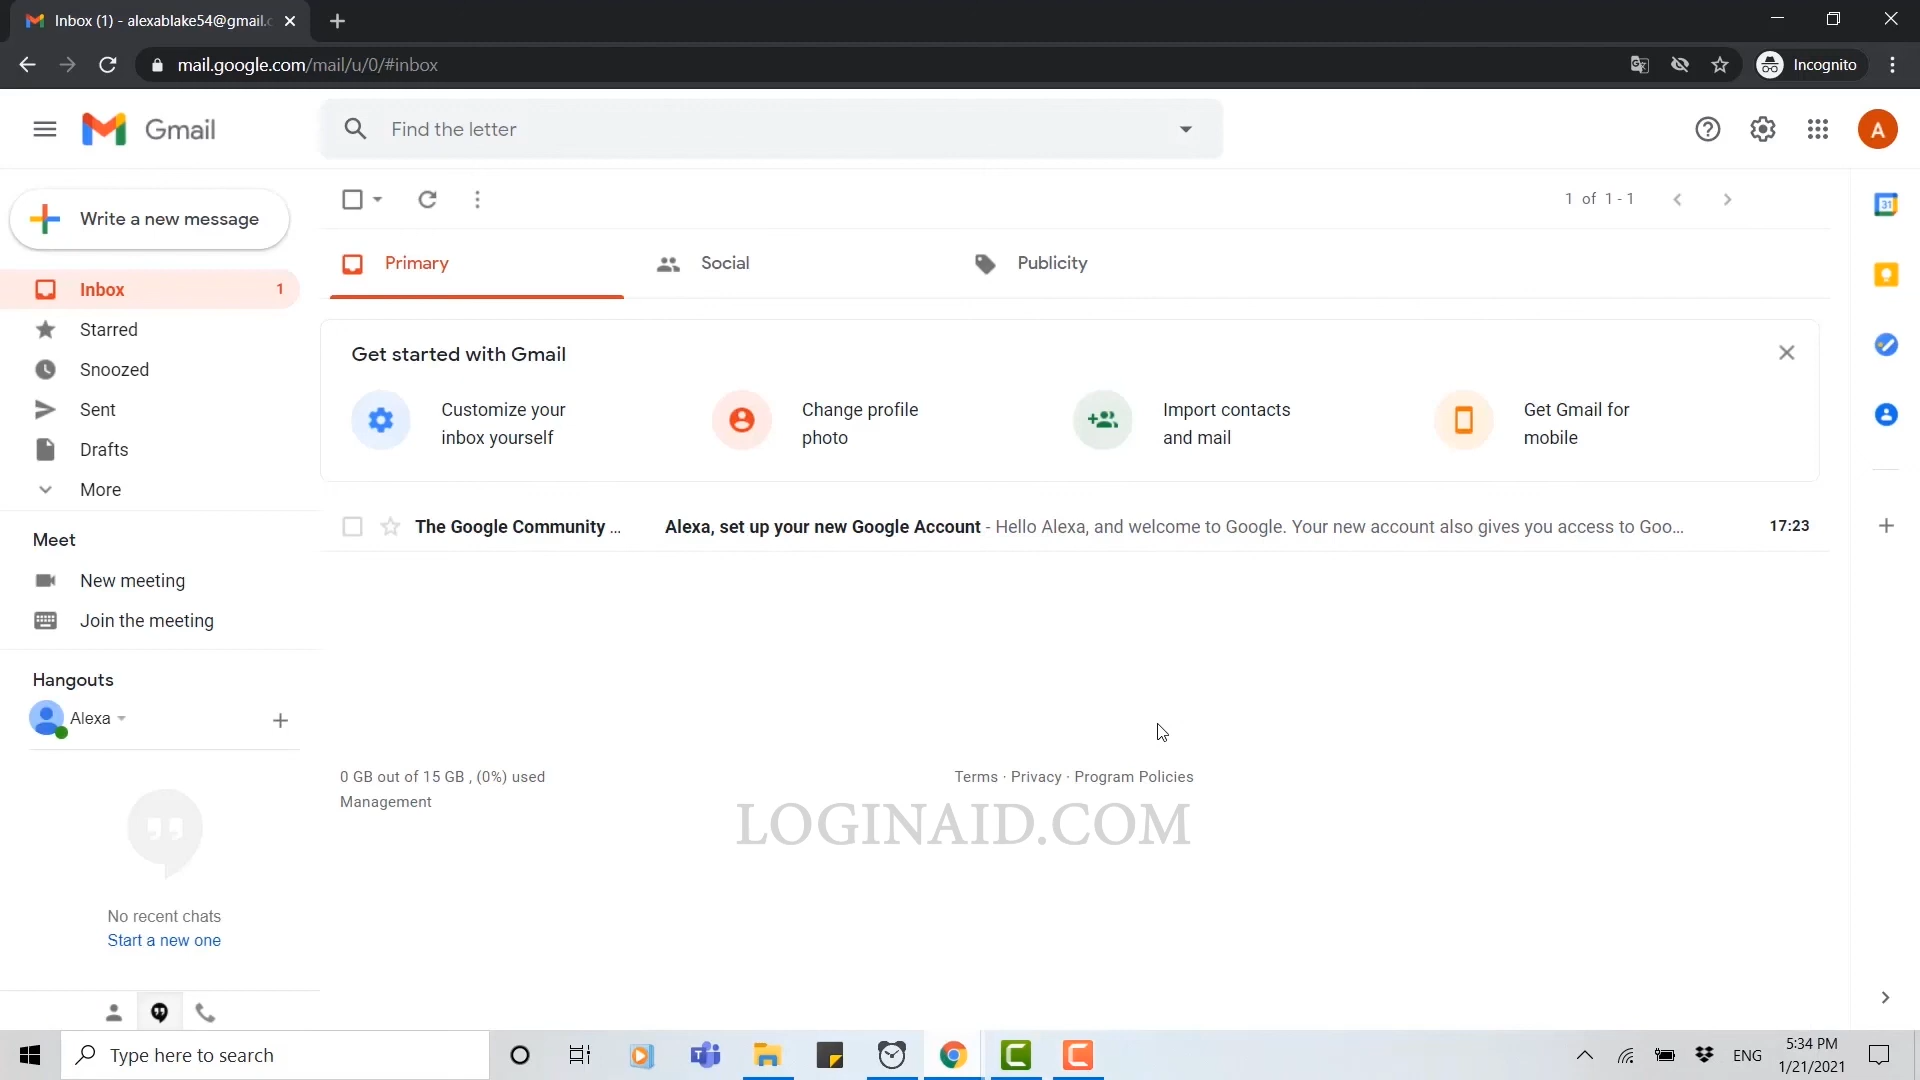 Inbox (1) - alexablake54@gmail.c
mail.google.com/mail/u/0/#inbox
Incognito
Gmail
Find the letter
A
Write a new message
1 of 1 - 1
31
Primary
Social
Publicity
Inbox 1
Starred
Snoozed
Sent
Drafts
More
Get started with Gmail
Customize your
inbox yourself
Change profile
photo
Import contacts
and mail
Get Gmail for
mobile
The Google Community ... Alexa, set up your new Google Account - Hello Alexa, and welcome to Google. Your new account also gives you access to Goo... 17:23
Meet
New meeting
Join the meeting
Hangouts
Alexa
0 GB out of 15 GB , (0%) used
Management
Terms · Privacy · Program Policies
LOGINAID.COM
No recent chats
Start a new one
Type here to search
ENG
5:34 PM
1/21/2021